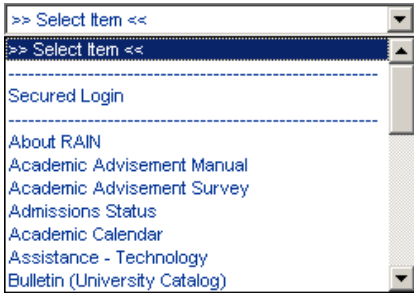 >> Select Item <<
>> Select Item <<
------------------------------------------------------------
Secured Login
------------------------------------------------------------
About RAIN
Academic Advisement Manual
Academic Advisement Survey
Admissions Status
Academic Calendar
Assistance - Technology
Bulletin (University Catalog)